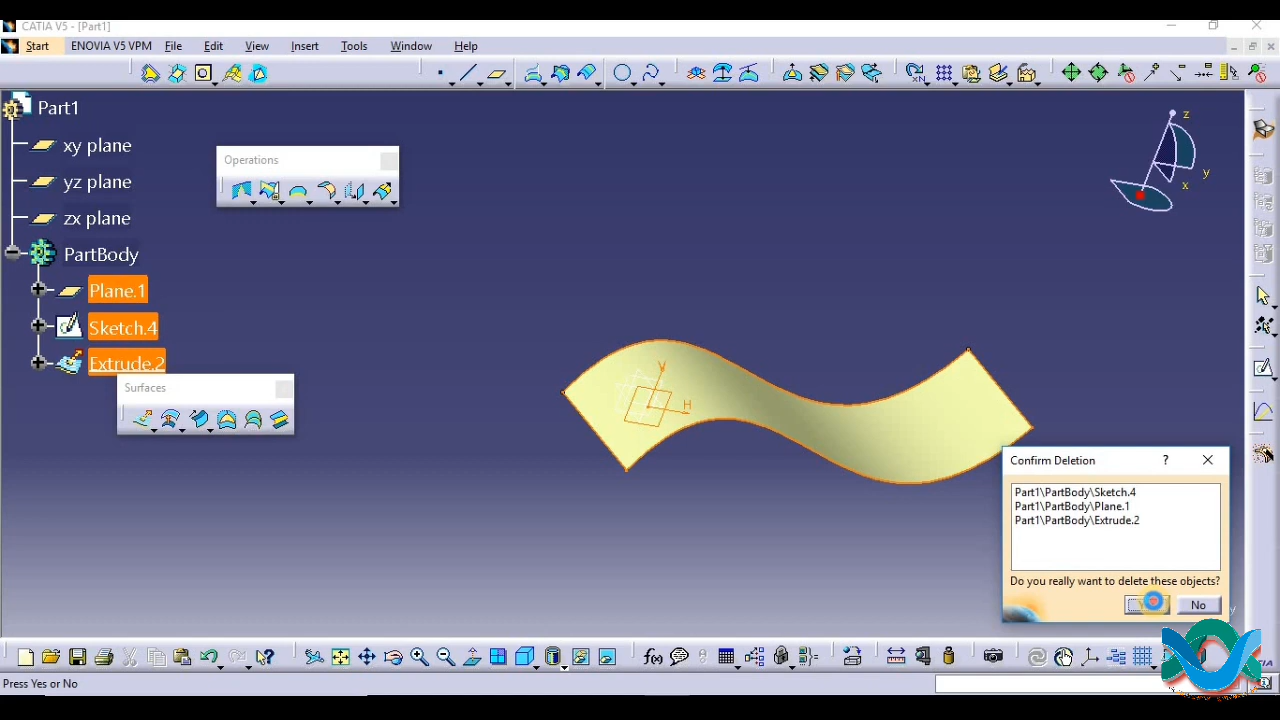 CATIA V5 - [Part1]
Start ENOVIA V5 VPM File Edit View Insert Tools Window Help
Part1
xy plane
yz plane
zx plane
PartBody
Plane.1
Sketch.4
Extrude.2
Operations
Surfaces
z
y
x
V
H
Confirm Deletion ?
Part1\PartBody\Sketch.4
Part1\PartBody\Plane.1
Part1\PartBody\Extrude.2
Do you really want to delete these objects?
No
f(x)
Press Yes or No